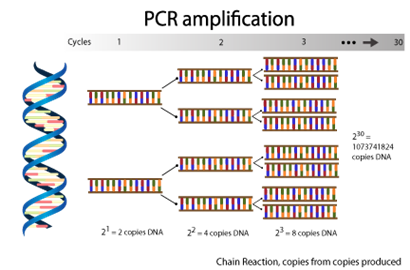 PCR amplification
Cycles 1 2 3 30
2^30 =
1073741824
copies DNA
2^1 = 2 copies DNA 2^2 = 4 copies DNA 2^3 = 8 copies DNA
Chain Reaction, copies from copies produced